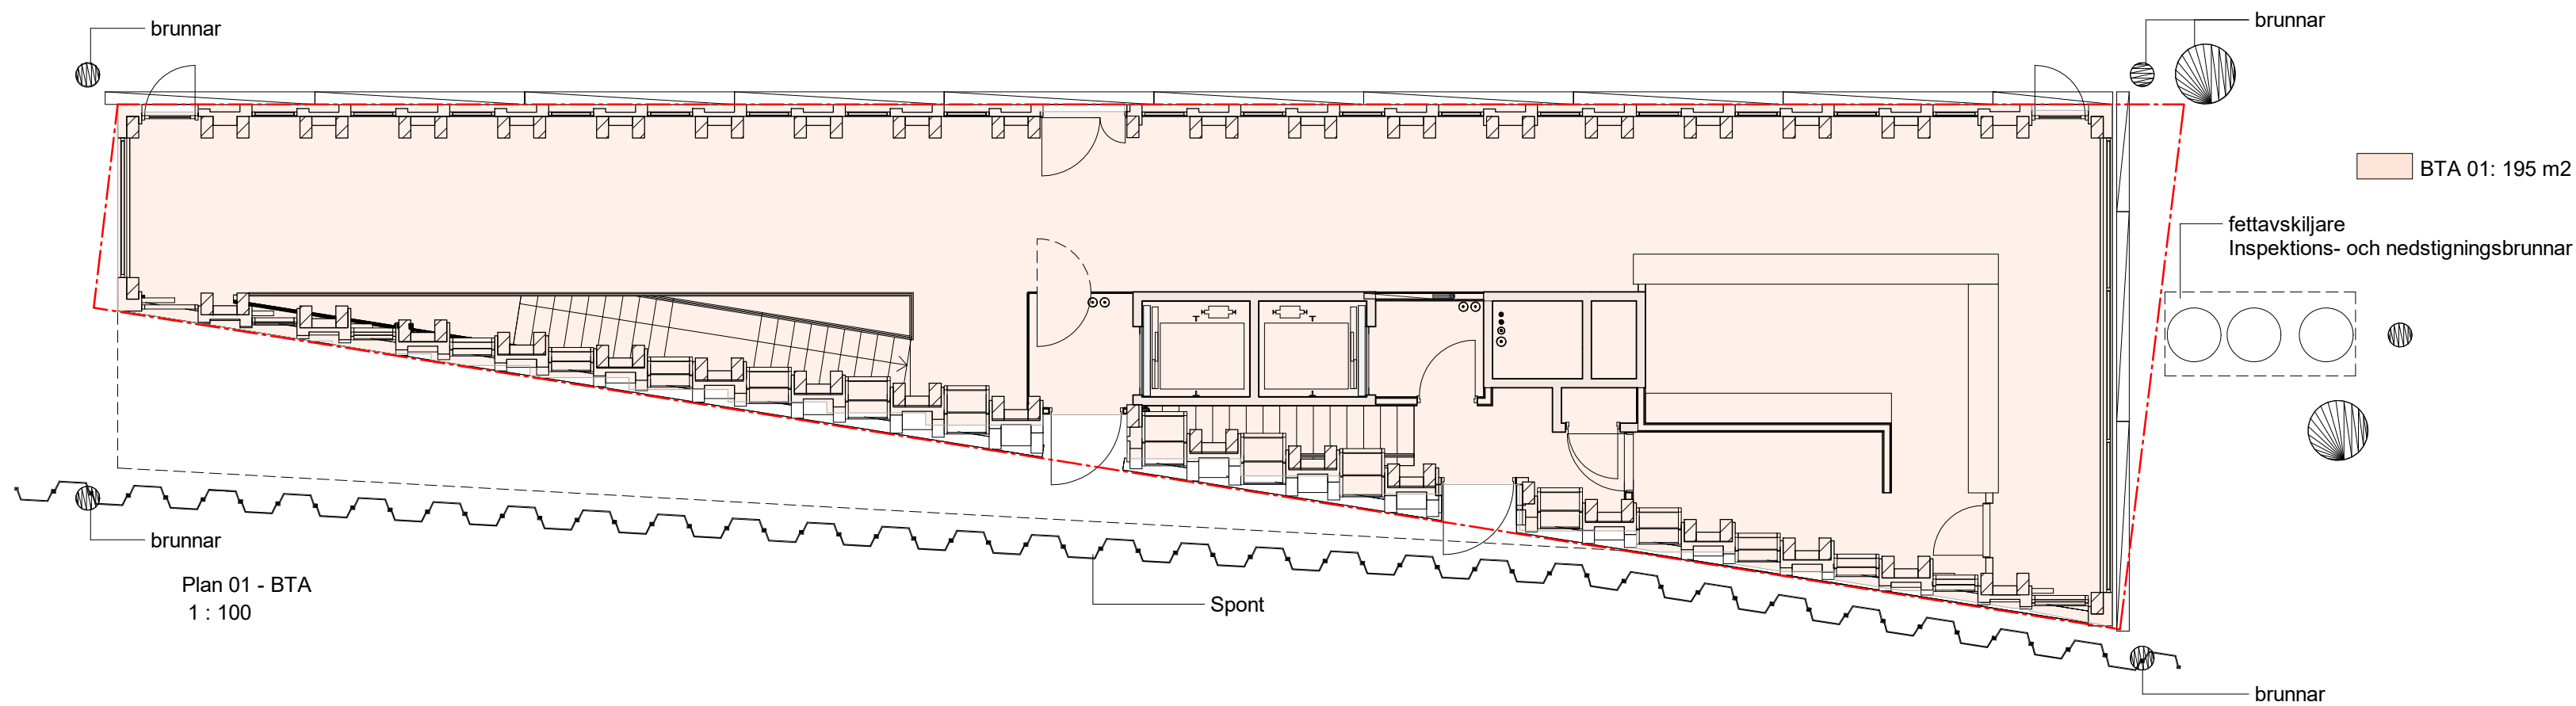 brunnar
brunnar
BTA 01: 195 m2
fettavskiljare
Inspektions- och nedstigningsbrunnar
brunnar
Plan 01 - BTA
1 : 100
Spont
brunnar